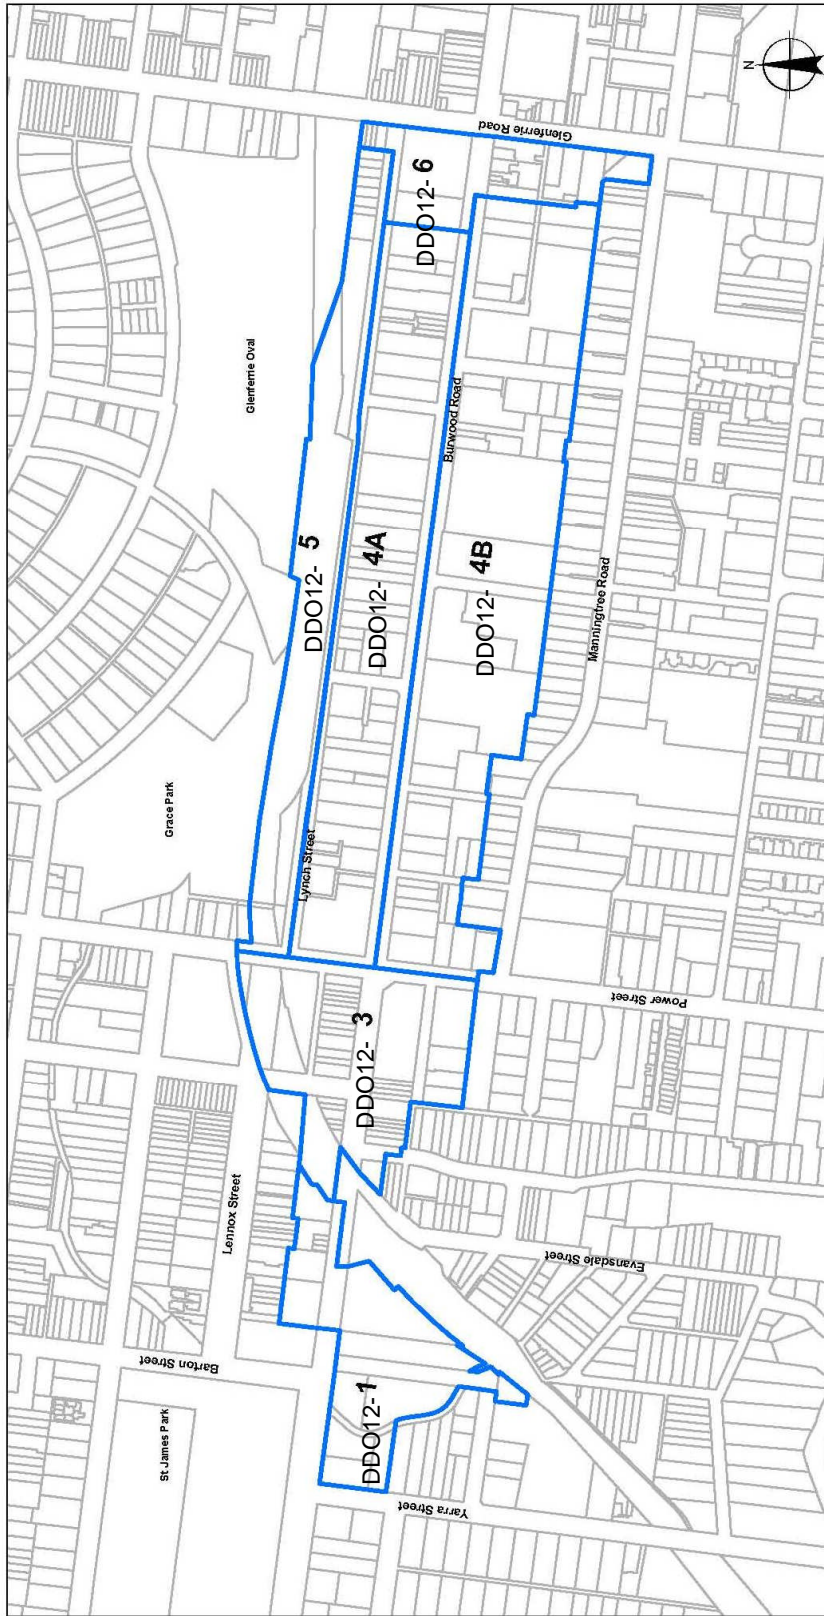 N
Glenferrie Road
DDO12- 6
Glenferrie Oval
Burwood Road
DDO12- 5
DDO12- 4A
DDO12- 4B
Manningtree Road
Grace Park
Lynch Street
Power Street
DDO12- 3
Lennox Street
Evansdale Street
Barton Street
St James Park
DDO12- 1
Yarra Street